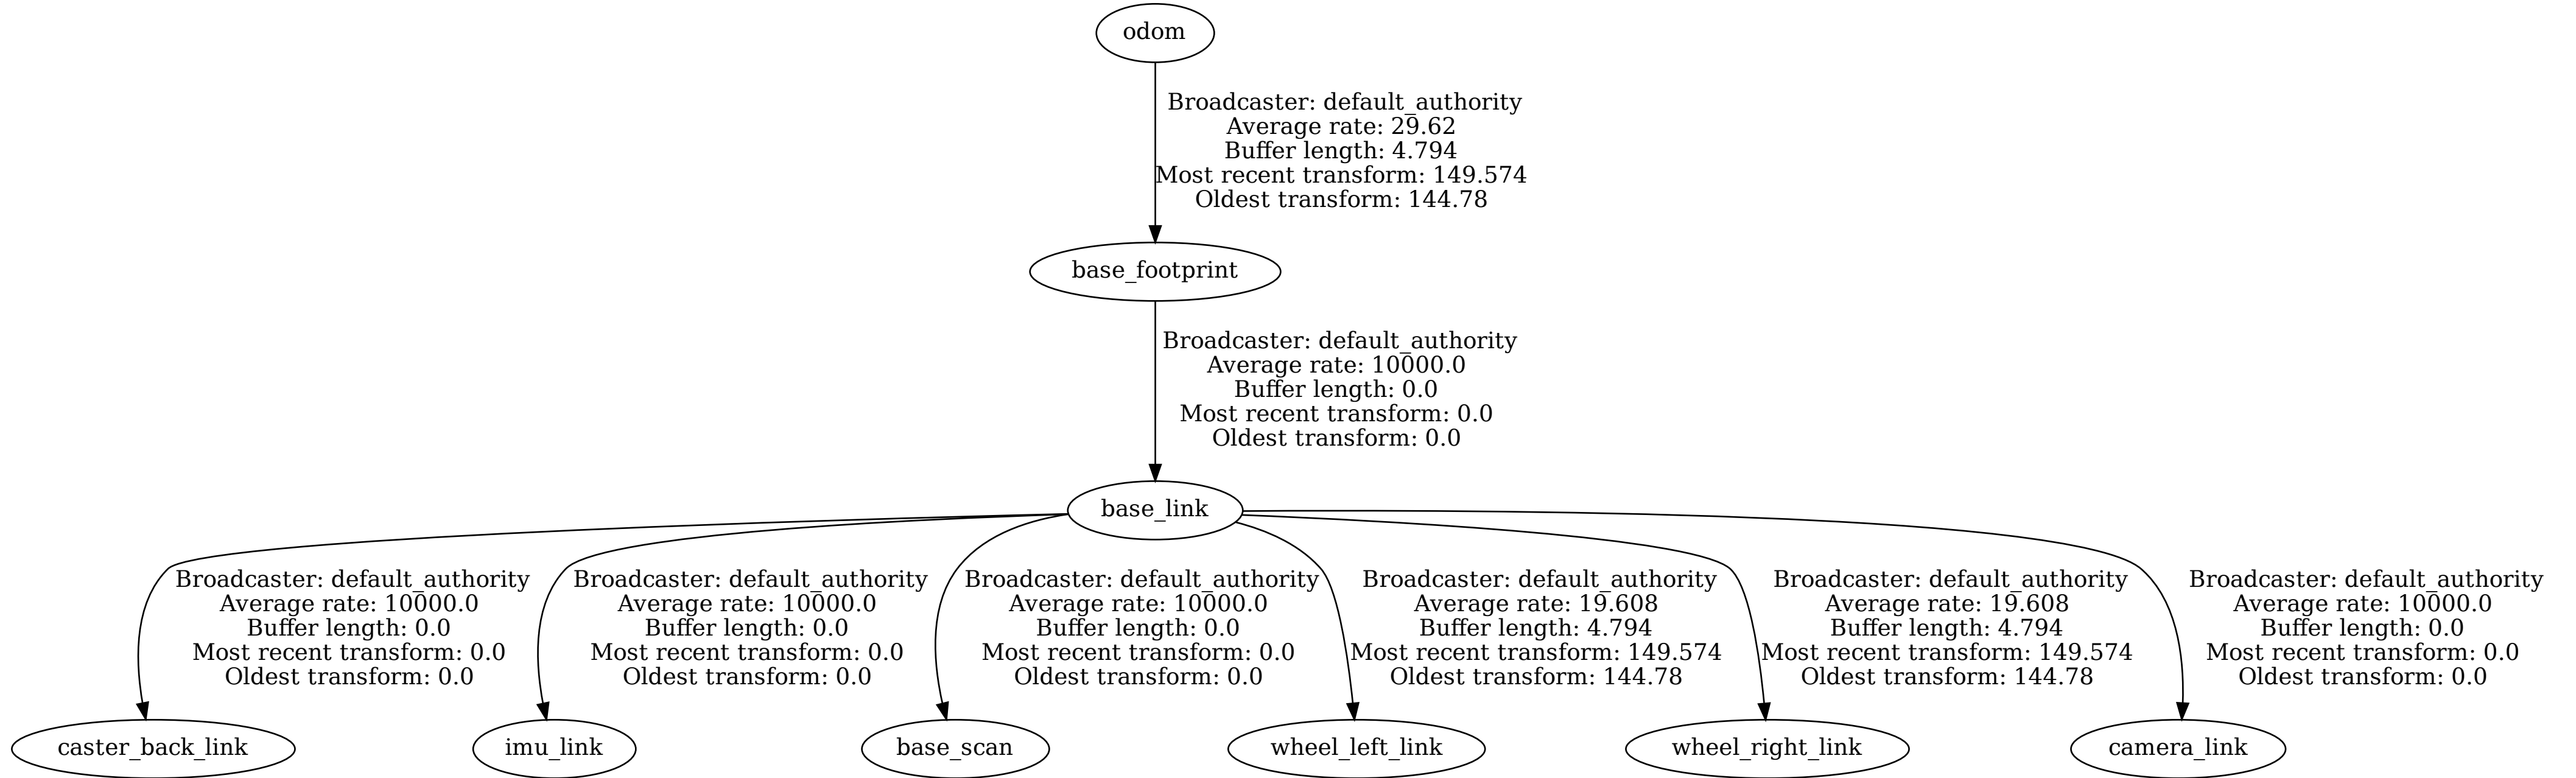 odom
Broadcaster: default_authority
Average rate: 29.62
Buffer length: 4.794
Most recent transform: 149.574
Oldest transform: 144.78
base_footprint
Broadcaster: default_authority
Average rate: 10000.0
Buffer length: 0.0
Most recent transform: 0.0
Oldest transform: 0.0
base_link
Broadcaster: default_authority
Average rate: 10000.0
Buffer length: 0.0
Most recent transform: 0.0
Oldest transform: 0.0
Broadcaster: default_authority
Average rate: 10000.0
Buffer length: 0.0
Most recent transform: 0.0
Oldest transform: 0.0
Broadcaster: default_authority
Average rate: 10000.0
Buffer length: 0.0
Most recent transform: 0.0
Oldest transform: 0.0
Broadcaster: default_authority
Average rate: 19.608
Buffer length: 4.794
Most recent transform: 149.574
Oldest transform: 144.78
Broadcaster: default_authority
Average rate: 19.608
Buffer length: 4.794
Most recent transform: 149.574
Oldest transform: 144.78
Broadcaster: default_authority
Average rate: 10000.0
Buffer length: 0.0
Most recent transform: 0.0
Oldest transform: 0.0
caster_back_link
imu_link
base_scan
wheel_left_link
wheel_right_link
camera_link